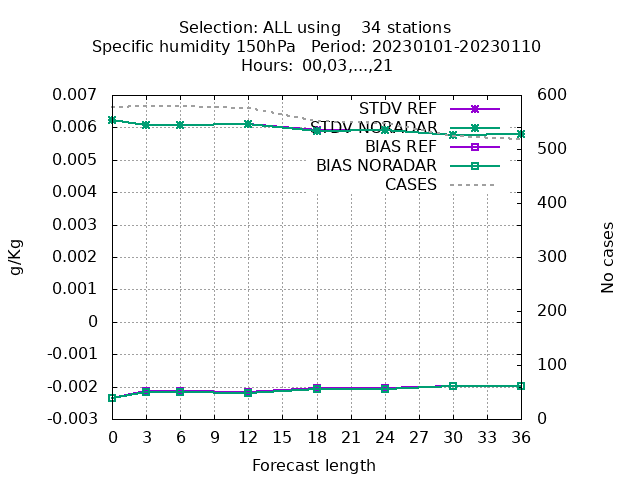 Selection: ALL using    34 stations
Specific humidity 150hPa   Period: 20230101-20230110
Hours:  00,03,...,21
0.007
0.006
0.005
0.004
0.003
0.002
0.001
0
-0.001
-0.002
-0.003
g/Kg
STDV REF
STDV NORADAR
BIAS REF
BIAS NORADAR
CASES
600
500
400
300
200
100
0
No cases
0 3 6 9 12 15 18 21 24 27 30 33 36
Forecast length